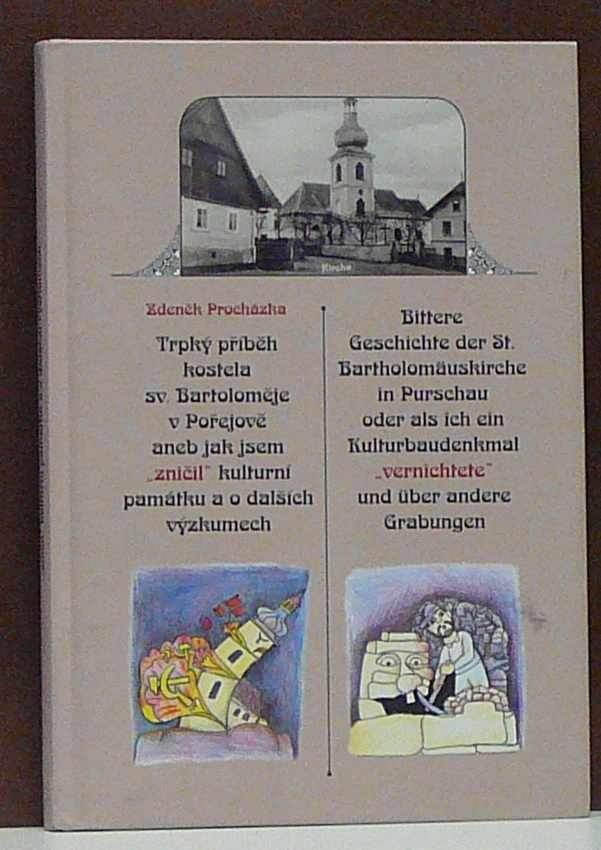 Kirche
Zdeněk Procházka
Trpký příběh
kostela
sv. Bartoloměje
v Pořejově
aneb jak jsem
„zničil“ kulturní
památku a o dalších
výzkumech
Bittere
Geschichte der St.
Bartholomäuskirche
in Purschau
oder als ich ein
Kulturbaudenkmal
„vernichtete“
und über andere
Grabungen